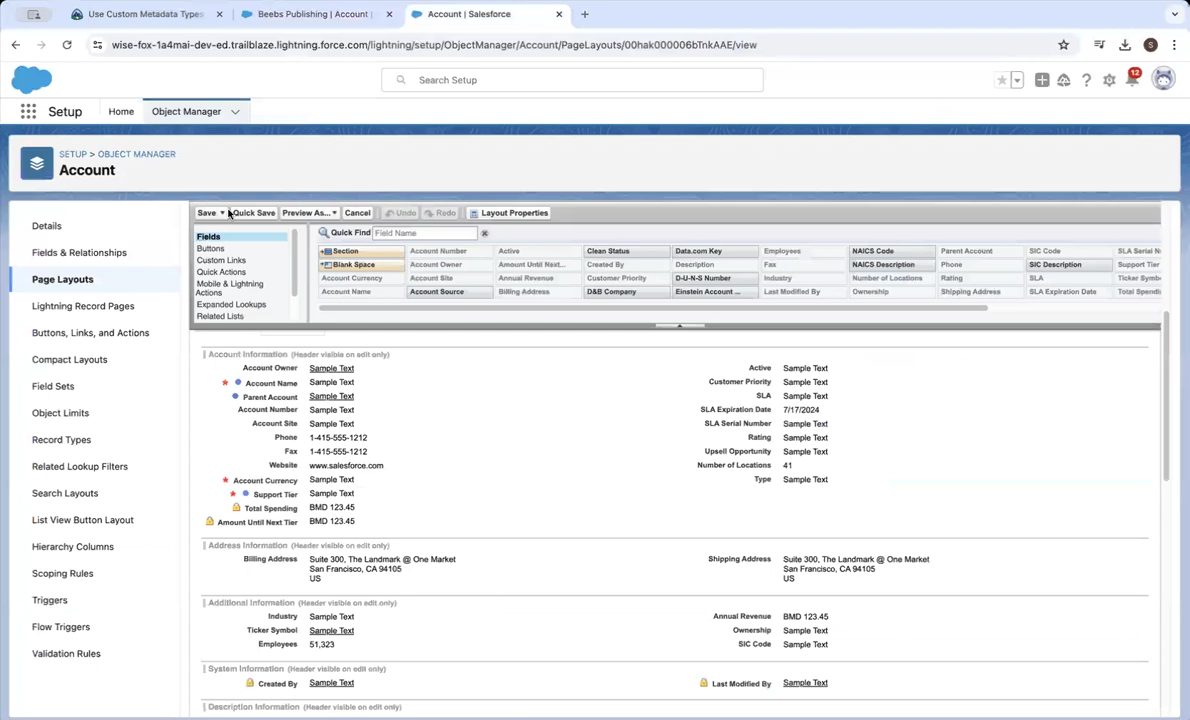 Use Custom Metadata Types
Beebs Publishing | Account |
Account | Salesforce
wise-fox-1a4mai-dev-ed.trailblaze.lightning.force.com/lightning/setup/ObjectManager/Account/PageLayouts/00hak000006bTnkAAE/view
S
Search Setup
12
Setup
Home
Object Manager
SETUP > OBJECT MANAGER
Account
Details
Fields & Relationships
Page Layouts
Lightning Record Pages
Buttons, Links, and Actions
Compact Layouts
Field Sets
Object Limits
Record Types
Related Lookup Filters
Search Layouts
List View Button Layout
Hierarchy Columns
Scoping Rules
Triggers
Flow Triggers
Validation Rules
Save Quick Save Preview As... Cancel Undo Redo Layout Properties
Fields
Buttons
Custom Links
Quick Actions
Mobile & Lightning
Actions
Expanded Lookups
Related Lists
Quick Find Field Name
Section Account Number Active Clean Status Data.com Key Employees NAICS Code Parent Account SIC Code SLA Serial N
Blank Space Account Owner Amount Until Next... Created By Description Fax NAICS Description Phone SIC Description Support Tier
Account Currency Account Site Annual Revenue Customer Priority D-U-N-S Number Industry Number of Locations Rating SLA Ticker Symbo
Account Name Account Source Billing Address D&B Company Einstein Account ... Last Modified By Ownership Shipping Address SLA Expiration Date Total Spendin
Account Information (Header visible on edit only)
Account Owner Sample Text Active Sample Text
* Account Name Sample Text Customer Priority Sample Text
Parent Account Sample Text SLA Sample Text
Account Number Sample Text SLA Expiration Date 7/17/2024
Account Site Sample Text SLA Serial Number Sample Text
Phone 1-415-555-1212 Rating Sample Text
Fax 1-415-555-1212 Upsell Opportunity Sample Text
Website www.salesforce.com Number of Locations 41
* Account Currency Sample Text Type Sample Text
* Support Tier Sample Text
Total Spending BMD 123.45
Amount Until Next Tier BMD 123.45
Address Information (Header visible on edit only)
Billing Address Suite 300, The Landmark @ One Market Shipping Address Suite 300, The Landmark @ One Market
San Francisco, CA 94105 San Francisco, CA 94105
US US
Additional Information (Header visible on edit only)
Industry Sample Text Annual Revenue BMD 123.45
Ticker Symbol Sample Text Ownership Sample Text
Employees 51,323 SIC Code Sample Text
System Information (Header visible on edit only)
Created By Sample Text Last Modified By Sample Text
Description Information (Header visible on edit only)